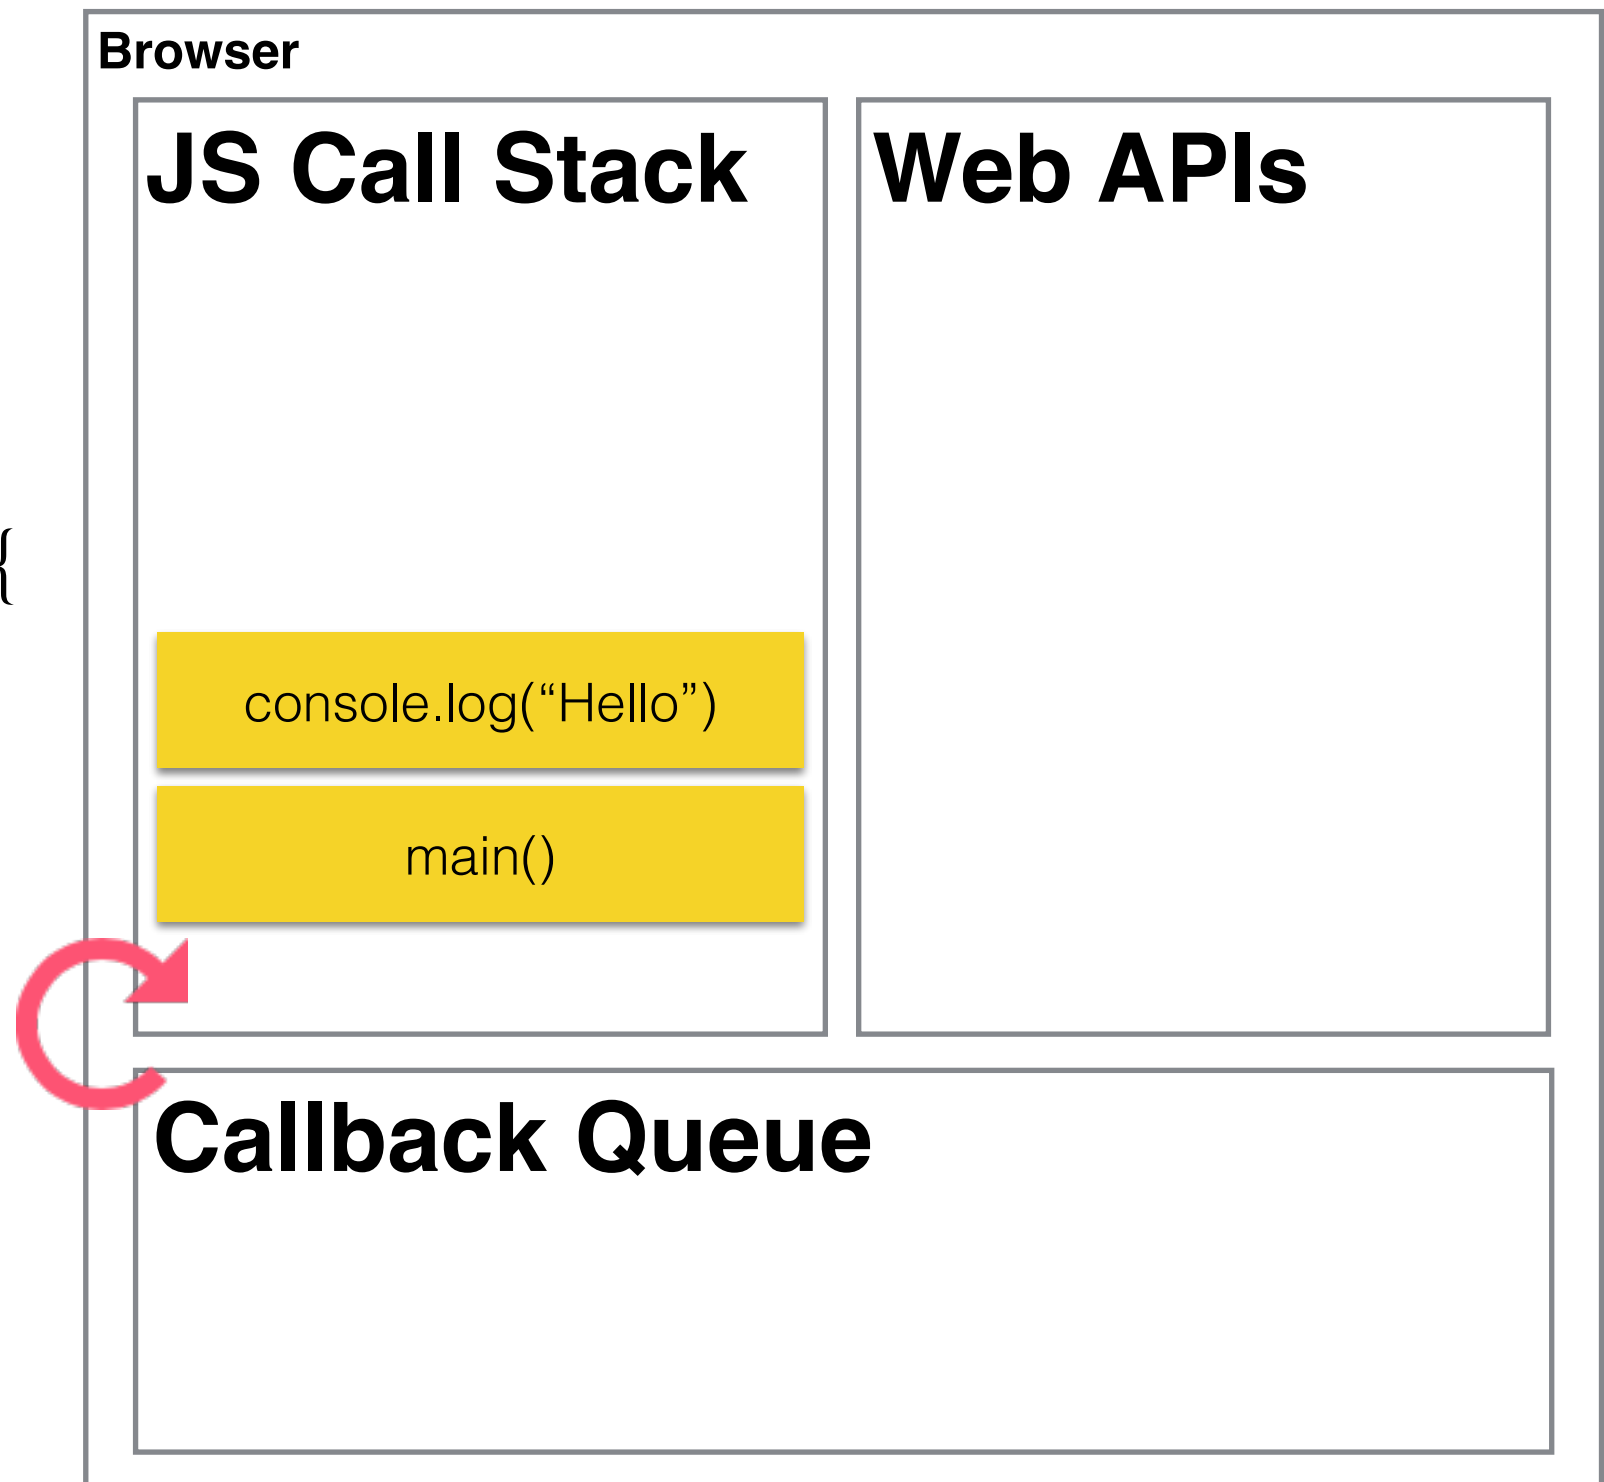 Browser
JS Call Stack
Web APIs
{
console.log(“Hello”)
main()
Callback Queue